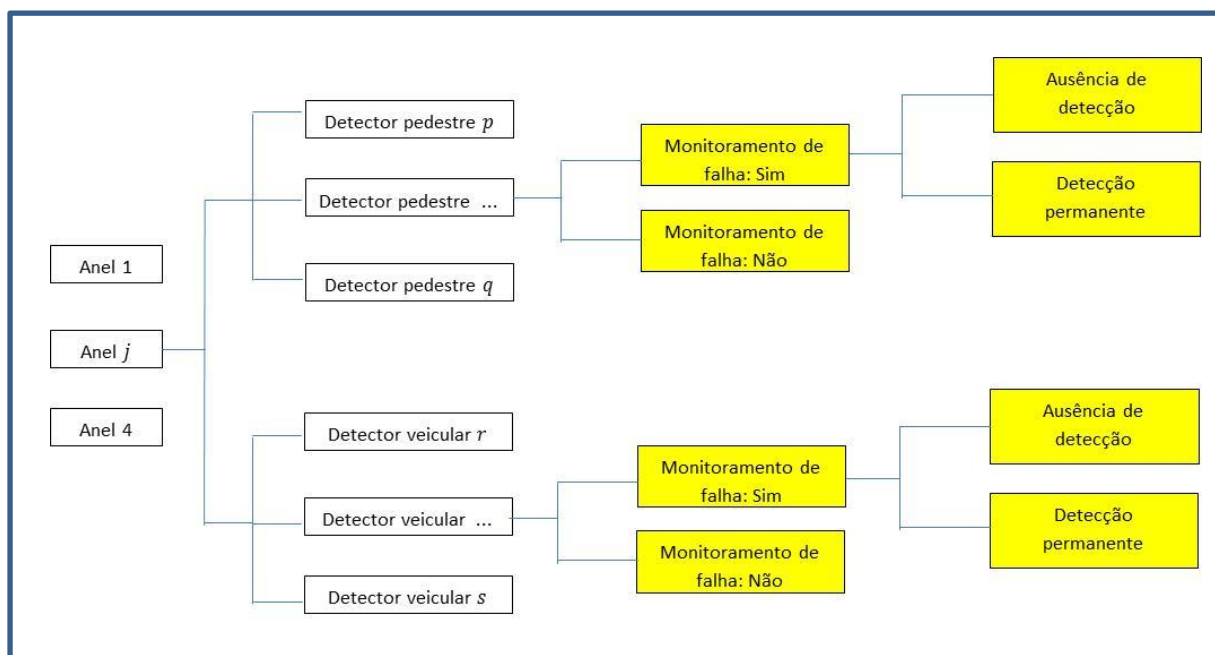 Anel 1
Anel j
Anel 4
Detector pedestre p
Detector pedestre ...
Detector pedestre q
Monitoramento de
falha: Sim
Monitoramento de
falha: Não
Ausência de
detecção
Detecção
permanente
Detector veicular r
Detector veicular ...
Detector veicular s
Monitoramento de
falha: Sim
Monitoramento de
falha: Não
Ausência de
detecção
Detecção
permanente